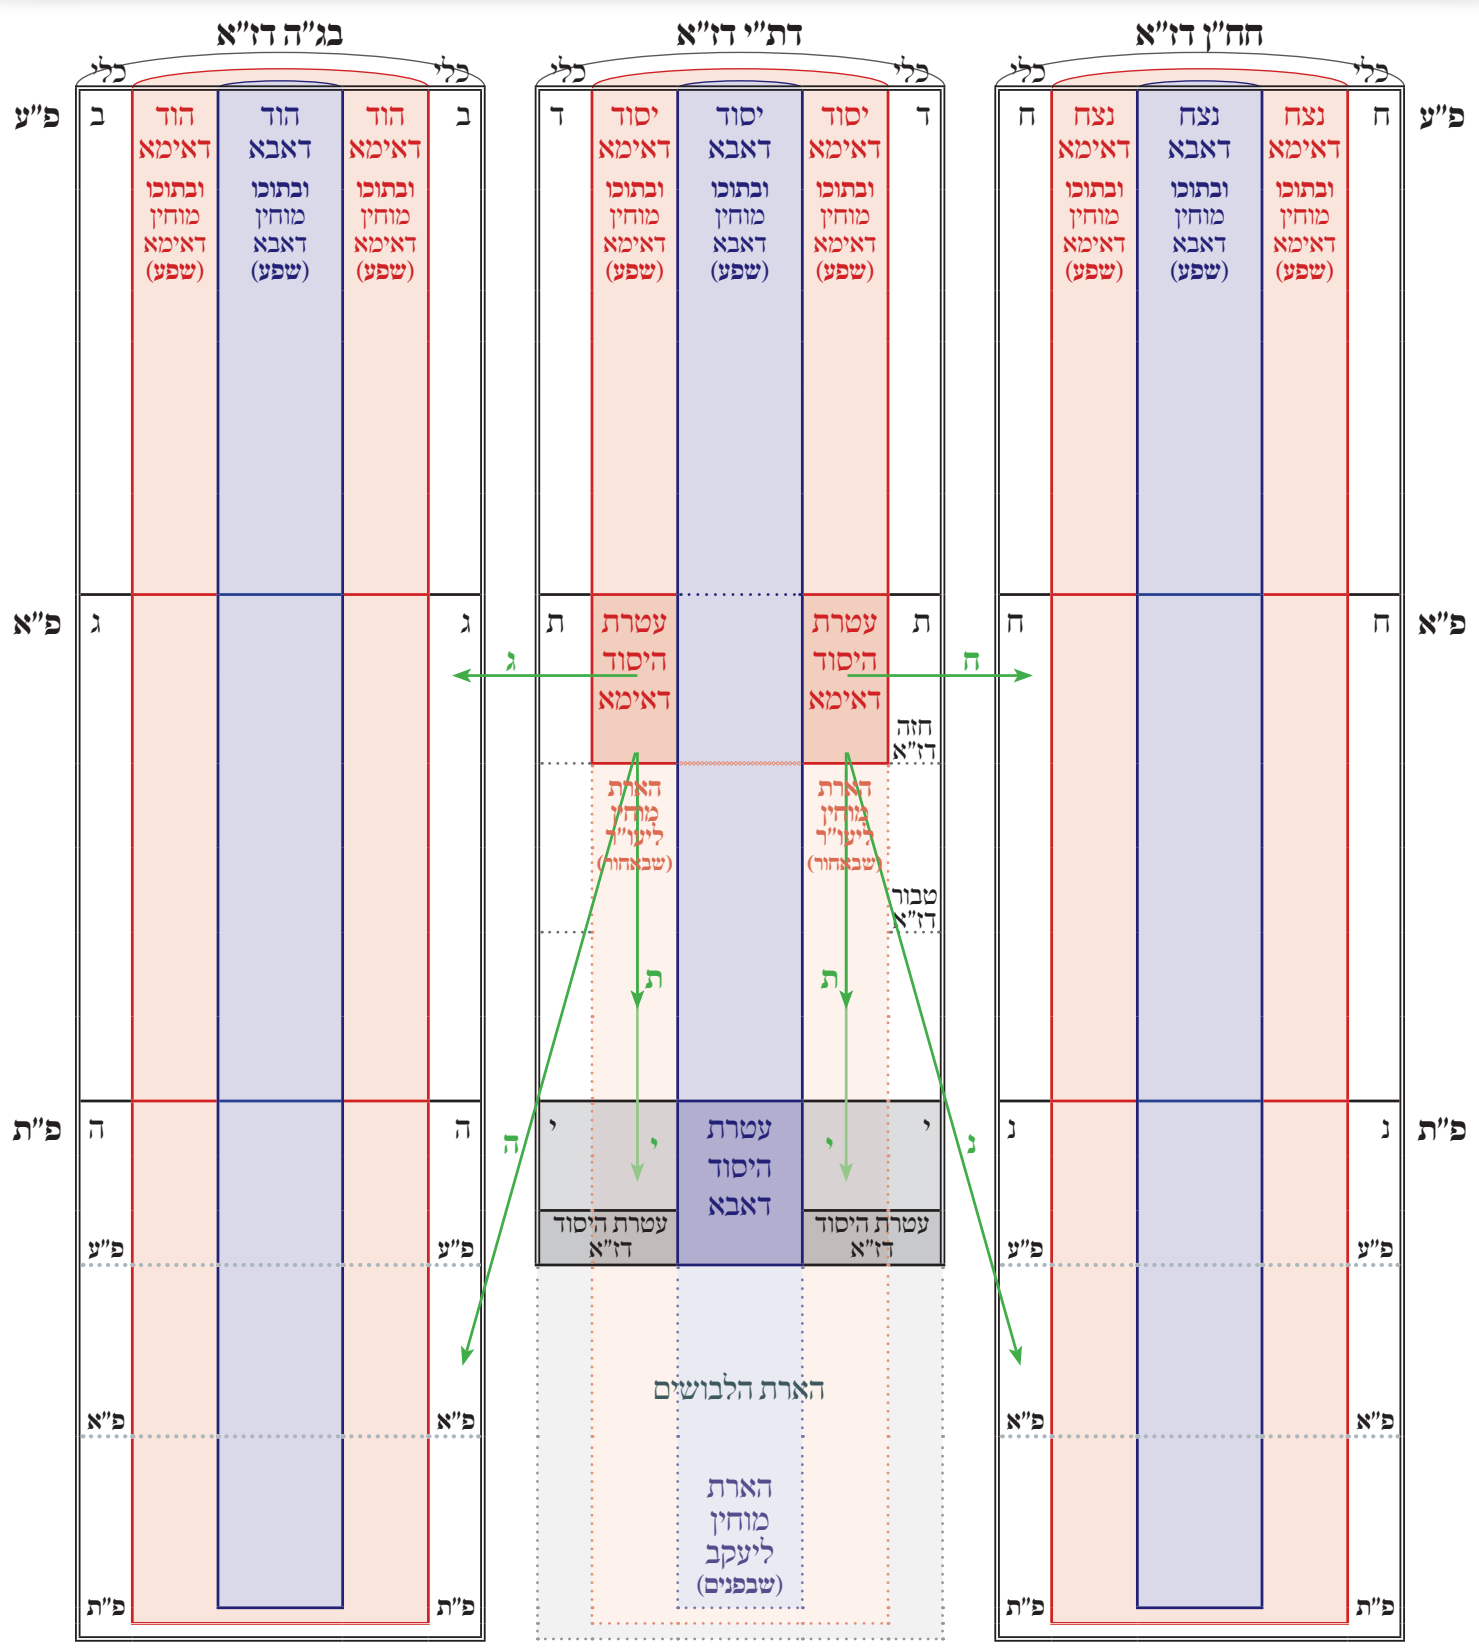 חח״ן דז״א
דת״י דז״א
בג״ה דז״א
כלי
כלי
כלי
כלי
כלי
כלי
פ״ע
ח
נצח
דאימא
ובתוכו
מוחין
דאימא
(שפע)
נצח
דאבא
ובתוכו
מוחין
דאבא
(שפע)
נצח
דאימא
ובתוכו
מוחין
דאימא
(שפע)
ח
ד
יסוד
דאימא
ובתוכו
מוחין
דאימא
(שפע)
יסוד
דאבא
ובתוכו
מוחין
דאבא
(שפע)
יסוד
דאימא
ובתוכו
מוחין
דאימא
(שפע)
ד
ב
הוד
דאימא
ובתוכו
מוחין
דאימא
(שפע)
הוד
דאבא
ובתוכו
מוחין
דאבא
(שפע)
הוד
דאימא
ובתוכו
מוחין
דאימא
(שפע)
ב
פ״ע
פ״א
ח
ח
ח
ת
עטרת
היסוד
דאימא
עטרת
היסוד
דאימא
ת
ג
ג
ג
פ״א
חזה
דז״א
הארת
מוחין
ליעו״ר
(שבאחור)
הארת
מוחין
ליעו״ר
(שבאחור)
טבור
דז״א
ת
ת
פ״ת
נ
נ
נ
י
י
עטרת
היסוד
דאבא
י
י
ה
ה
ה
פ״ת
עטרת היסוד
דז״א
עטרת היסוד
דז״א
פ״ע
פ״ע
פ״ע
פ״ע
הארת הלבושים
פ״א
פ״א
פ״א
פ״א
הארת
מוחין
ליעקב
(שבפנים)
פ״ת
פ״ת
פ״ת
פ״ת